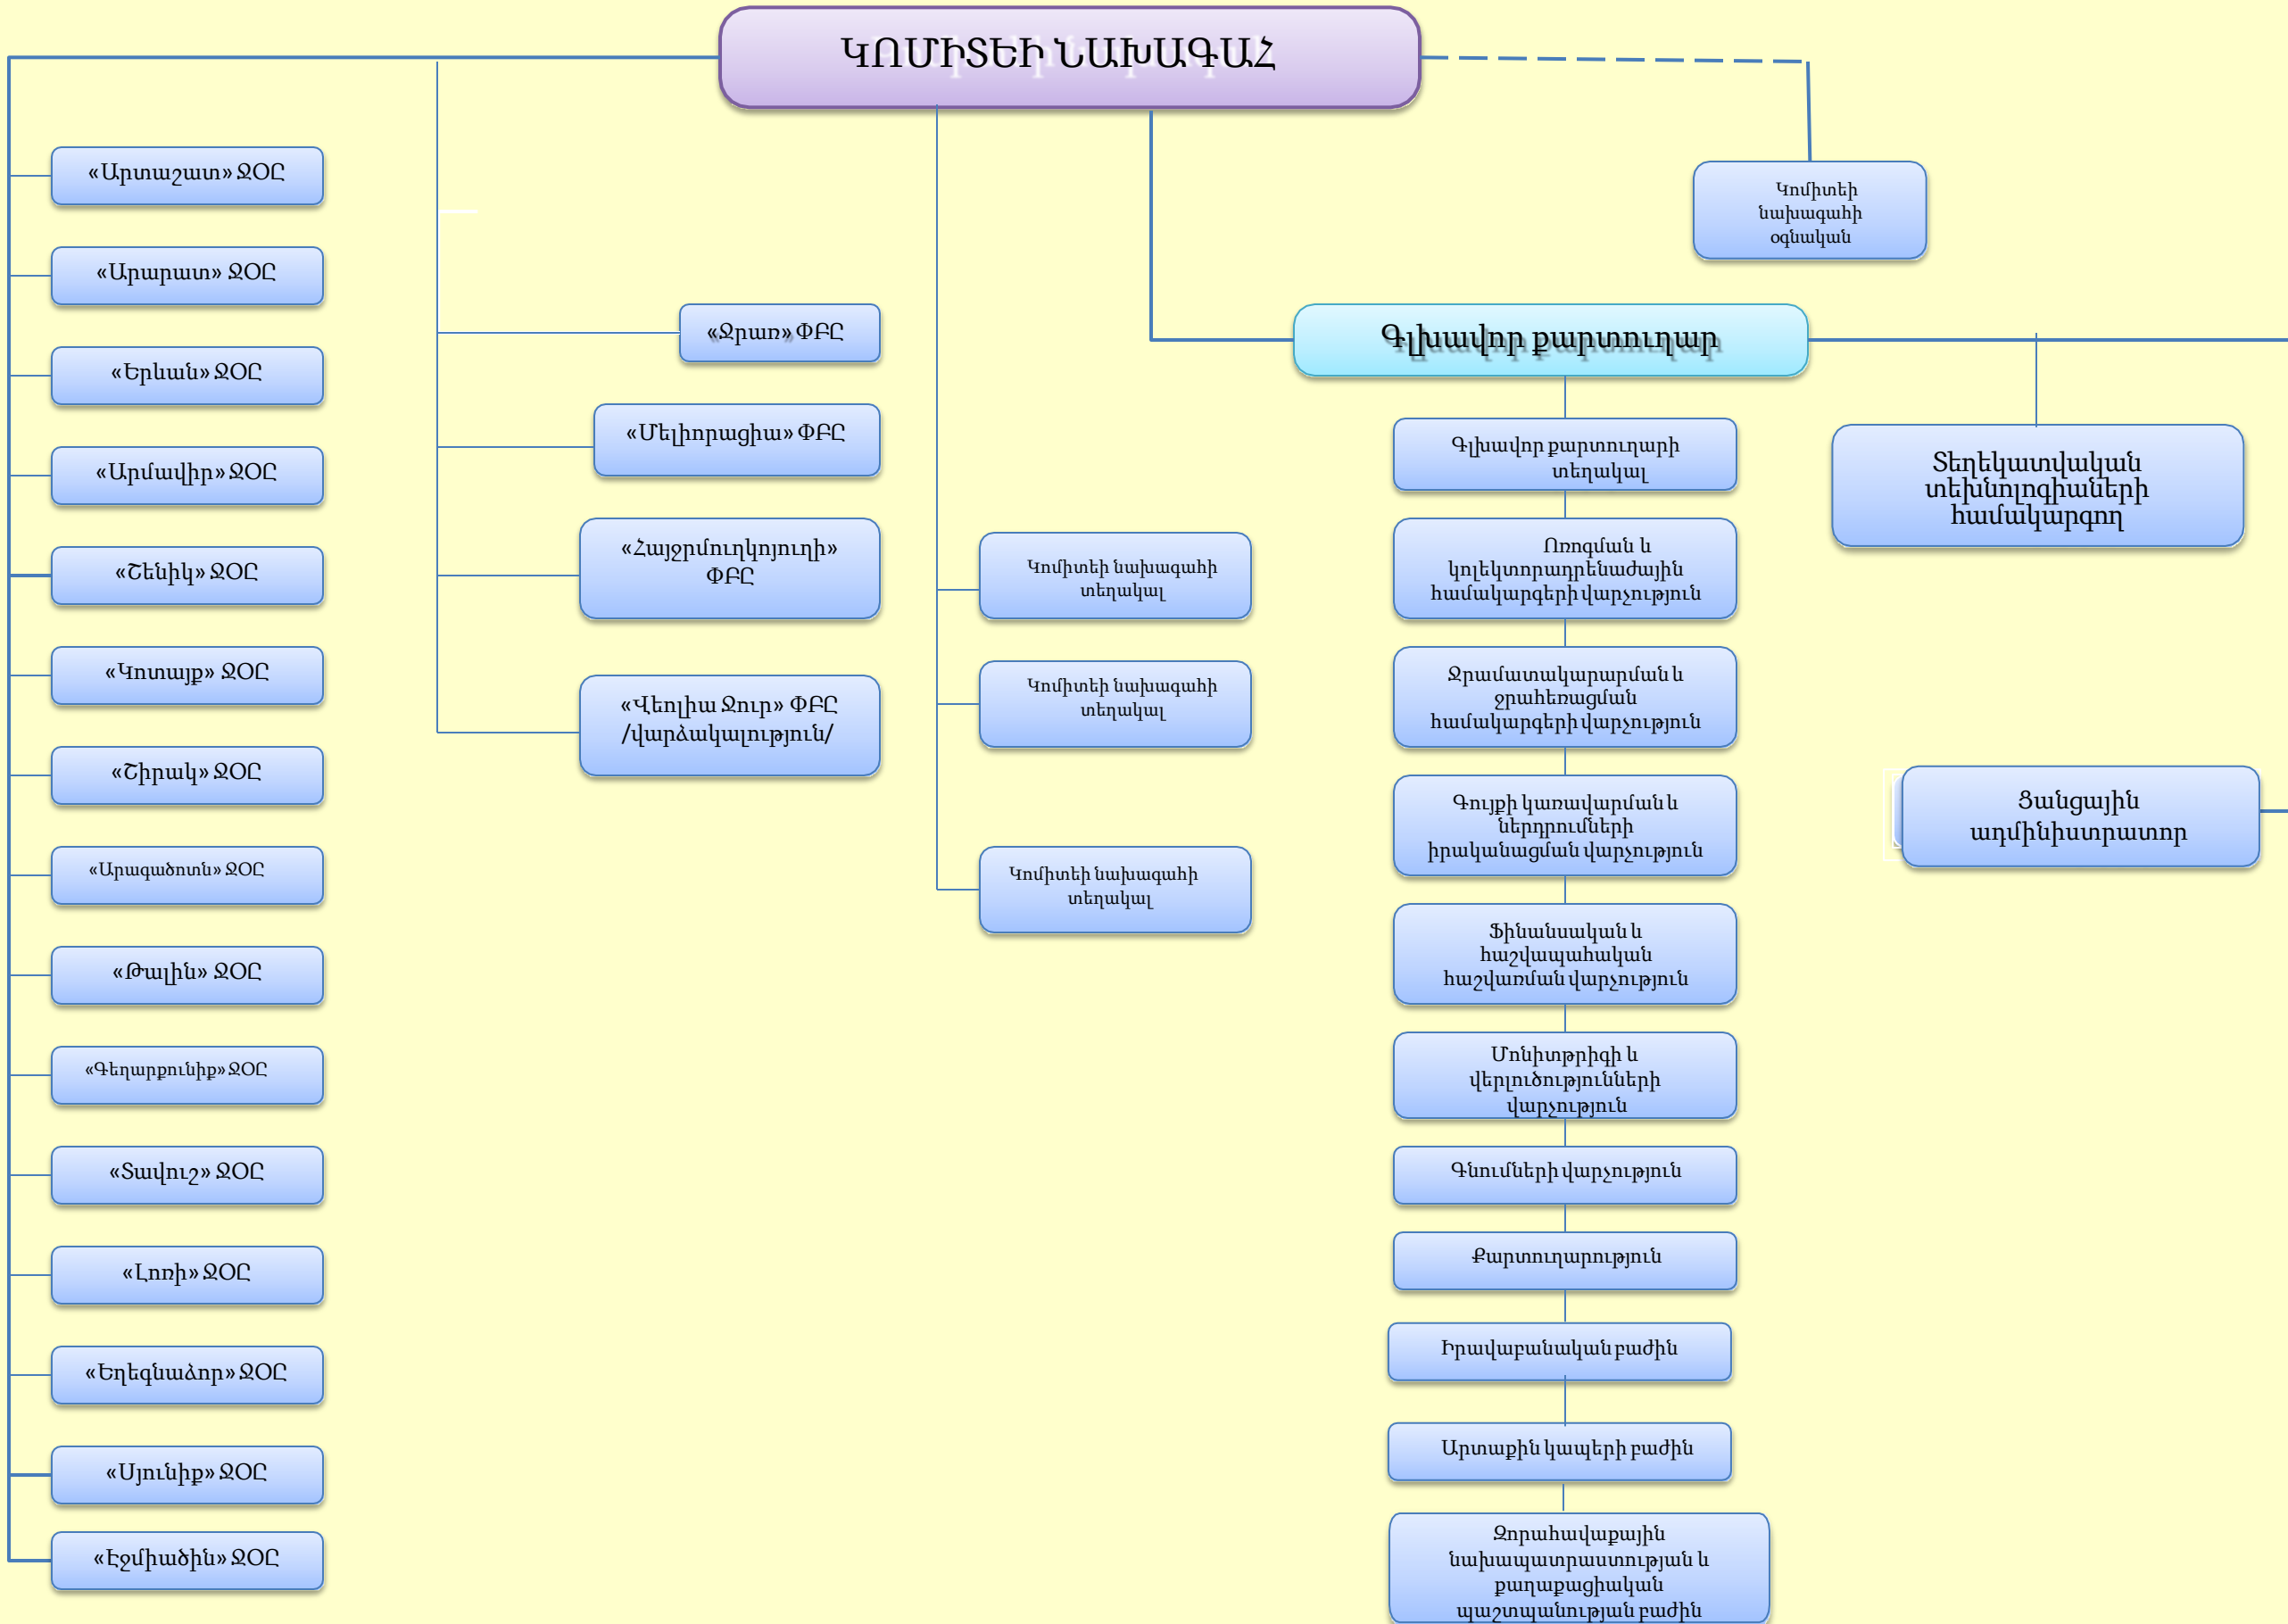 ԿՈՄԻՏԵԻ ՆԱԽԱԳԱՀ
«Արտաշատ» ՋՕԸ
«Արարատ» ՋՕԸ
«Երևան» ՋՕԸ
«Արմավիր» ՋՕԸ
«Շենիկ» ՋՕԸ
«Կոտայք» ՋՕԸ
«Շիրակ» ՋՕԸ
«Արագածոտն» ՋՕԸ
«Թալին» ՋՕԸ
«Գեղարքունիք» ՋՕԸ
«Տավուշ» ՋՕԸ
«Լոռի» ՋՕԸ
«Եղեգնաձոր» ՋՕԸ
«Սյունիք» ՋՕԸ
«Էջմիածին» ՋՕԸ
«Ջրառ» ՓԲԸ
«Մելիորացիա» ՓԲԸ
«Հայջրմուղկոյուղի»
ՓԲԸ
«Վեոլիա Ջուր» ՓԲԸ
/վարձակալություն/
Կոմիտեի նախագահի
տեղակալ
Կոմիտեի նախագահի
տեղակալ
Կոմիտեի նախագահի
տեղակալ
Կոմիտեի
նախագահի
օգնական
Գլխավոր քարտուղար
Գլխավոր քարտուղարի
տեղակալ
Ոռոգման և
կոլեկտորադրենաժային
համակարգերի վարչություն
Ջրամատակարարման և
ջրահեռացման
համակարգերի վարչություն
Գույքի կառավարման և
ներդրումների
իրականացման վարչություն
Ֆինանսական և
հաշվապահական
հաշվառման վարչություն
Մոնիտթրիգի և
վերլուծությունների
վարչություն
Գնումների վարչություն
Քարտուղարություն
Իրավաբանական բաժին
Արտաքին կապերի բաժին
Զորահավաքային
նախապատրաստության և
քաղաքացիական
պաշտպանության բաժին
Տեղեկատվական
տեխնոլոգիաների
համակարգող
Ցանցային
ադմինիստրատոր